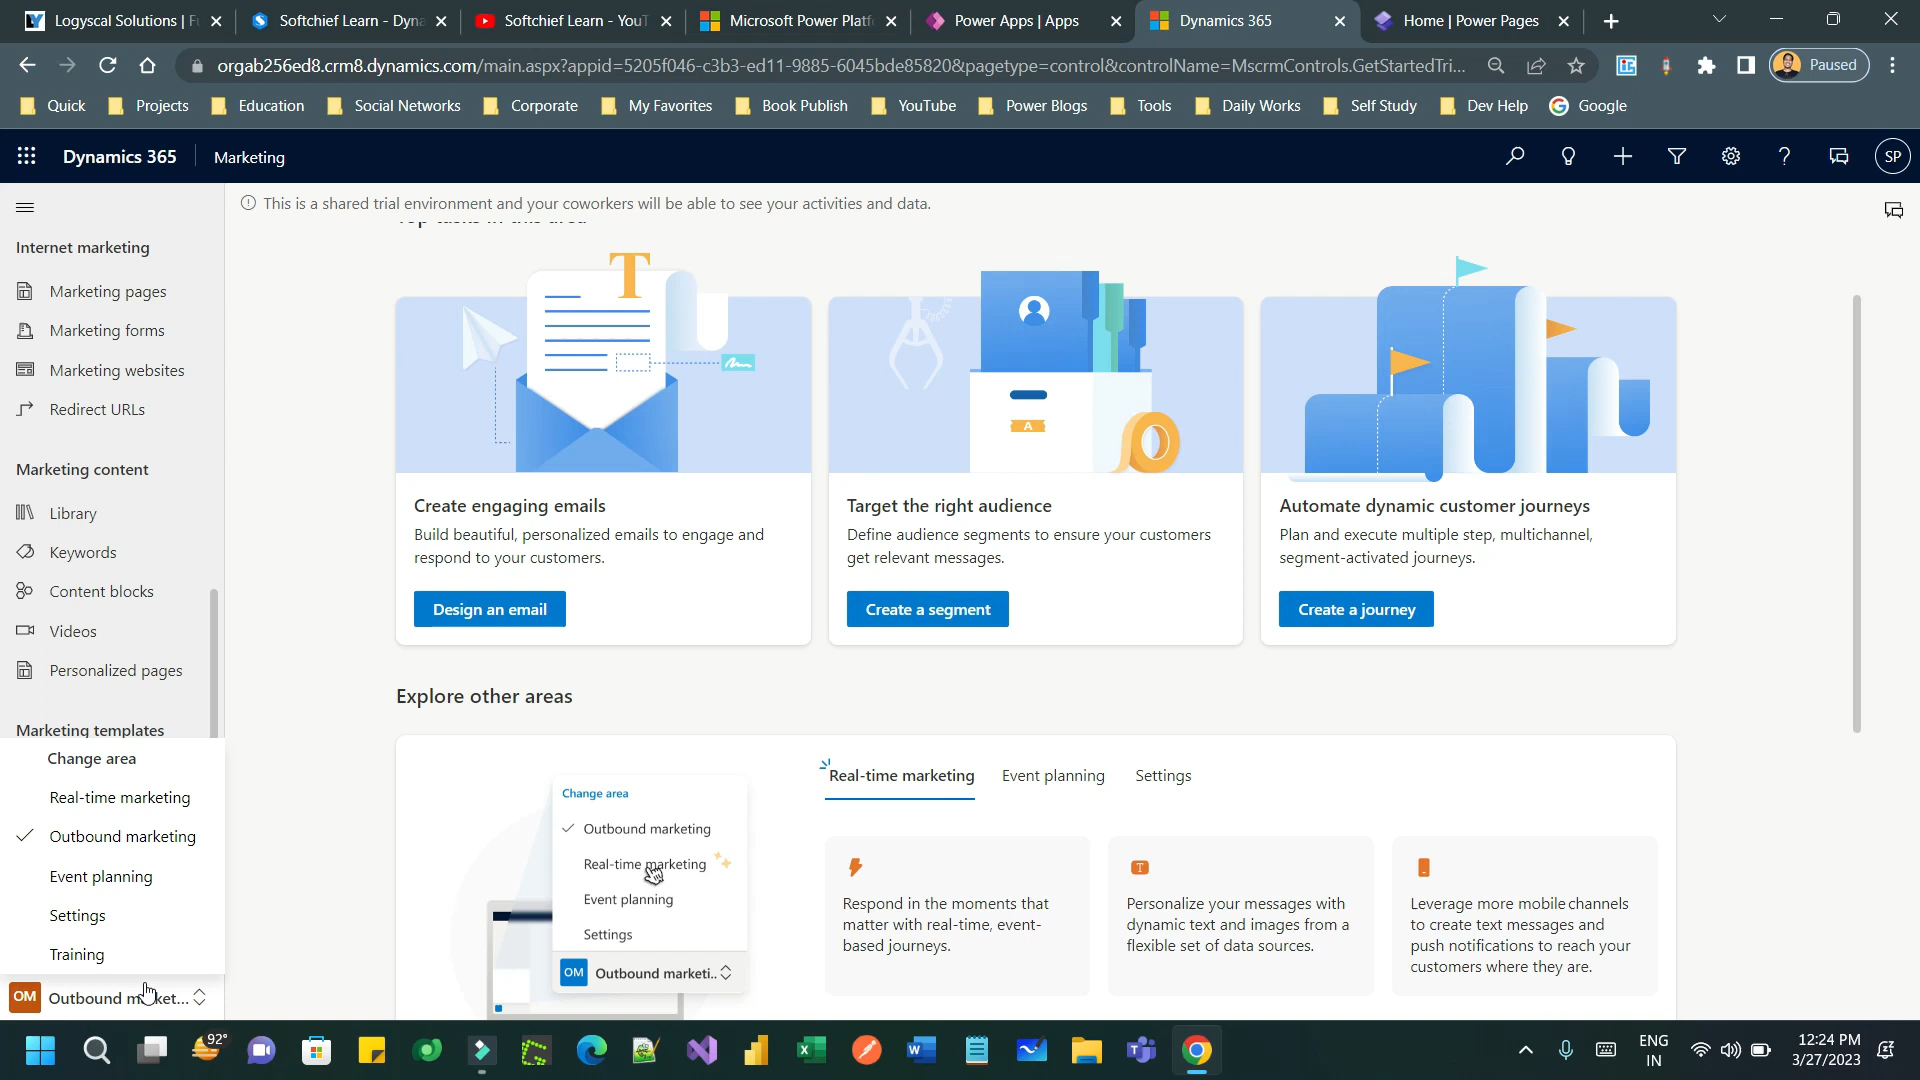 Logyscal Solutions | F
Softchief Learn - Dyna
Softchief Learn - YouT
Microsoft Power Platf
Power Apps | Apps
Dynamics 365
Home | Power Pages
orgab256ed8.crm8.dynamics.com/main.aspx?appid=5205f046-c3b3-ed11-9885-6045bde85820&pagetype=control&controlName=MscrmControls.GetStartedTri...
Paused
Quick
Projects
Education
Social Networks
Corporate
My Favorites
Book Publish
YouTube
Power Blogs
Tools
Daily Works
Self Study
Dev Help
Google
Dynamics 365
Marketing
SP
This is a shared trial environment and your coworkers will be able to see your activities and data.
Internet marketing
Marketing pages
Marketing forms
Marketing websites
Redirect URLs
Marketing content
Library
Keywords
Content blocks
Videos
Personalized pages
Marketing templates
Change area
Real-time marketing
Outbound marketing
Event planning
Settings
Training
OM Outbound market...
Create engaging emails
Build beautiful, personalized emails to engage and
respond to your customers.
Design an email
Target the right audience
Define audience segments to ensure your customers
get relevant messages.
Create a segment
Automate dynamic customer journeys
Plan and execute multiple step, multichannel,
segment-activated journeys.
Create a journey
Explore other areas
Change area
Outbound marketing
Real-time marketing
Event planning
Settings
OM Outbound marketi..
Real-time marketing
Event planning
Settings
Respond in the moments that
matter with real-time, event-
based journeys.
Personalize your messages with
dynamic text and images from a
flexible set of data sources.
Leverage more mobile channels
to create text messages and
push notifications to reach your
customers where they are.
92°
ENG
IN
12:24 PM
3/27/2023